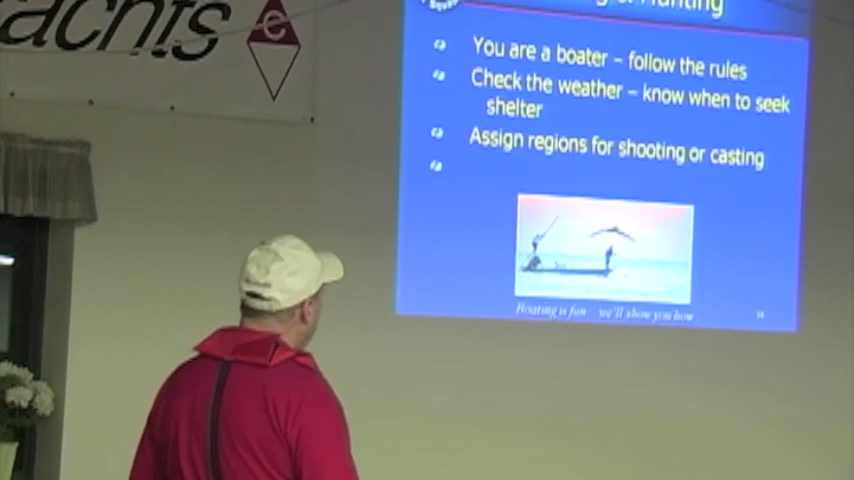 achts
e
& Hunting
You are a boater – follow the rules
Check the weather – know when to seek
shelter
Assign regions for shooting or casting
Boating is fun we'll show you how